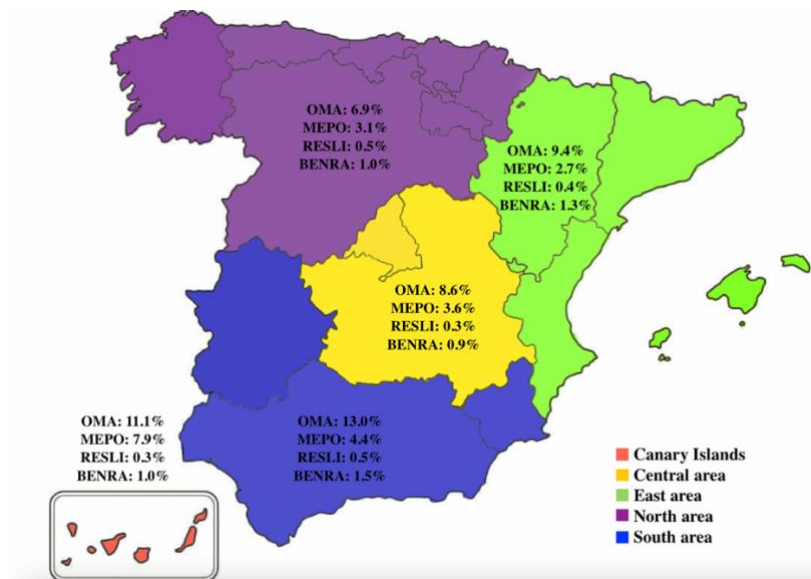 OMA: 6.9%
MEPO: 3.1%
RESLI: 0.5%
BENRA: 1.0%
OMA: 9.4%
MEPO: 2.7%
RESLI: 0.4%
BENRA: 1.3%
OMA: 8.6%
MEPO: 3.6%
RESLI: 0.3%
BENRA: 0.9%
OMA: 11.1%
MEPO: 7.9%
RESLI: 0.3%
BENRA: 1.0%
OMA: 13.0%
MEPO: 4.4%
RESLI: 0.5%
BENRA: 1.5%
Canary Islands
Central area
East area
North area
South area